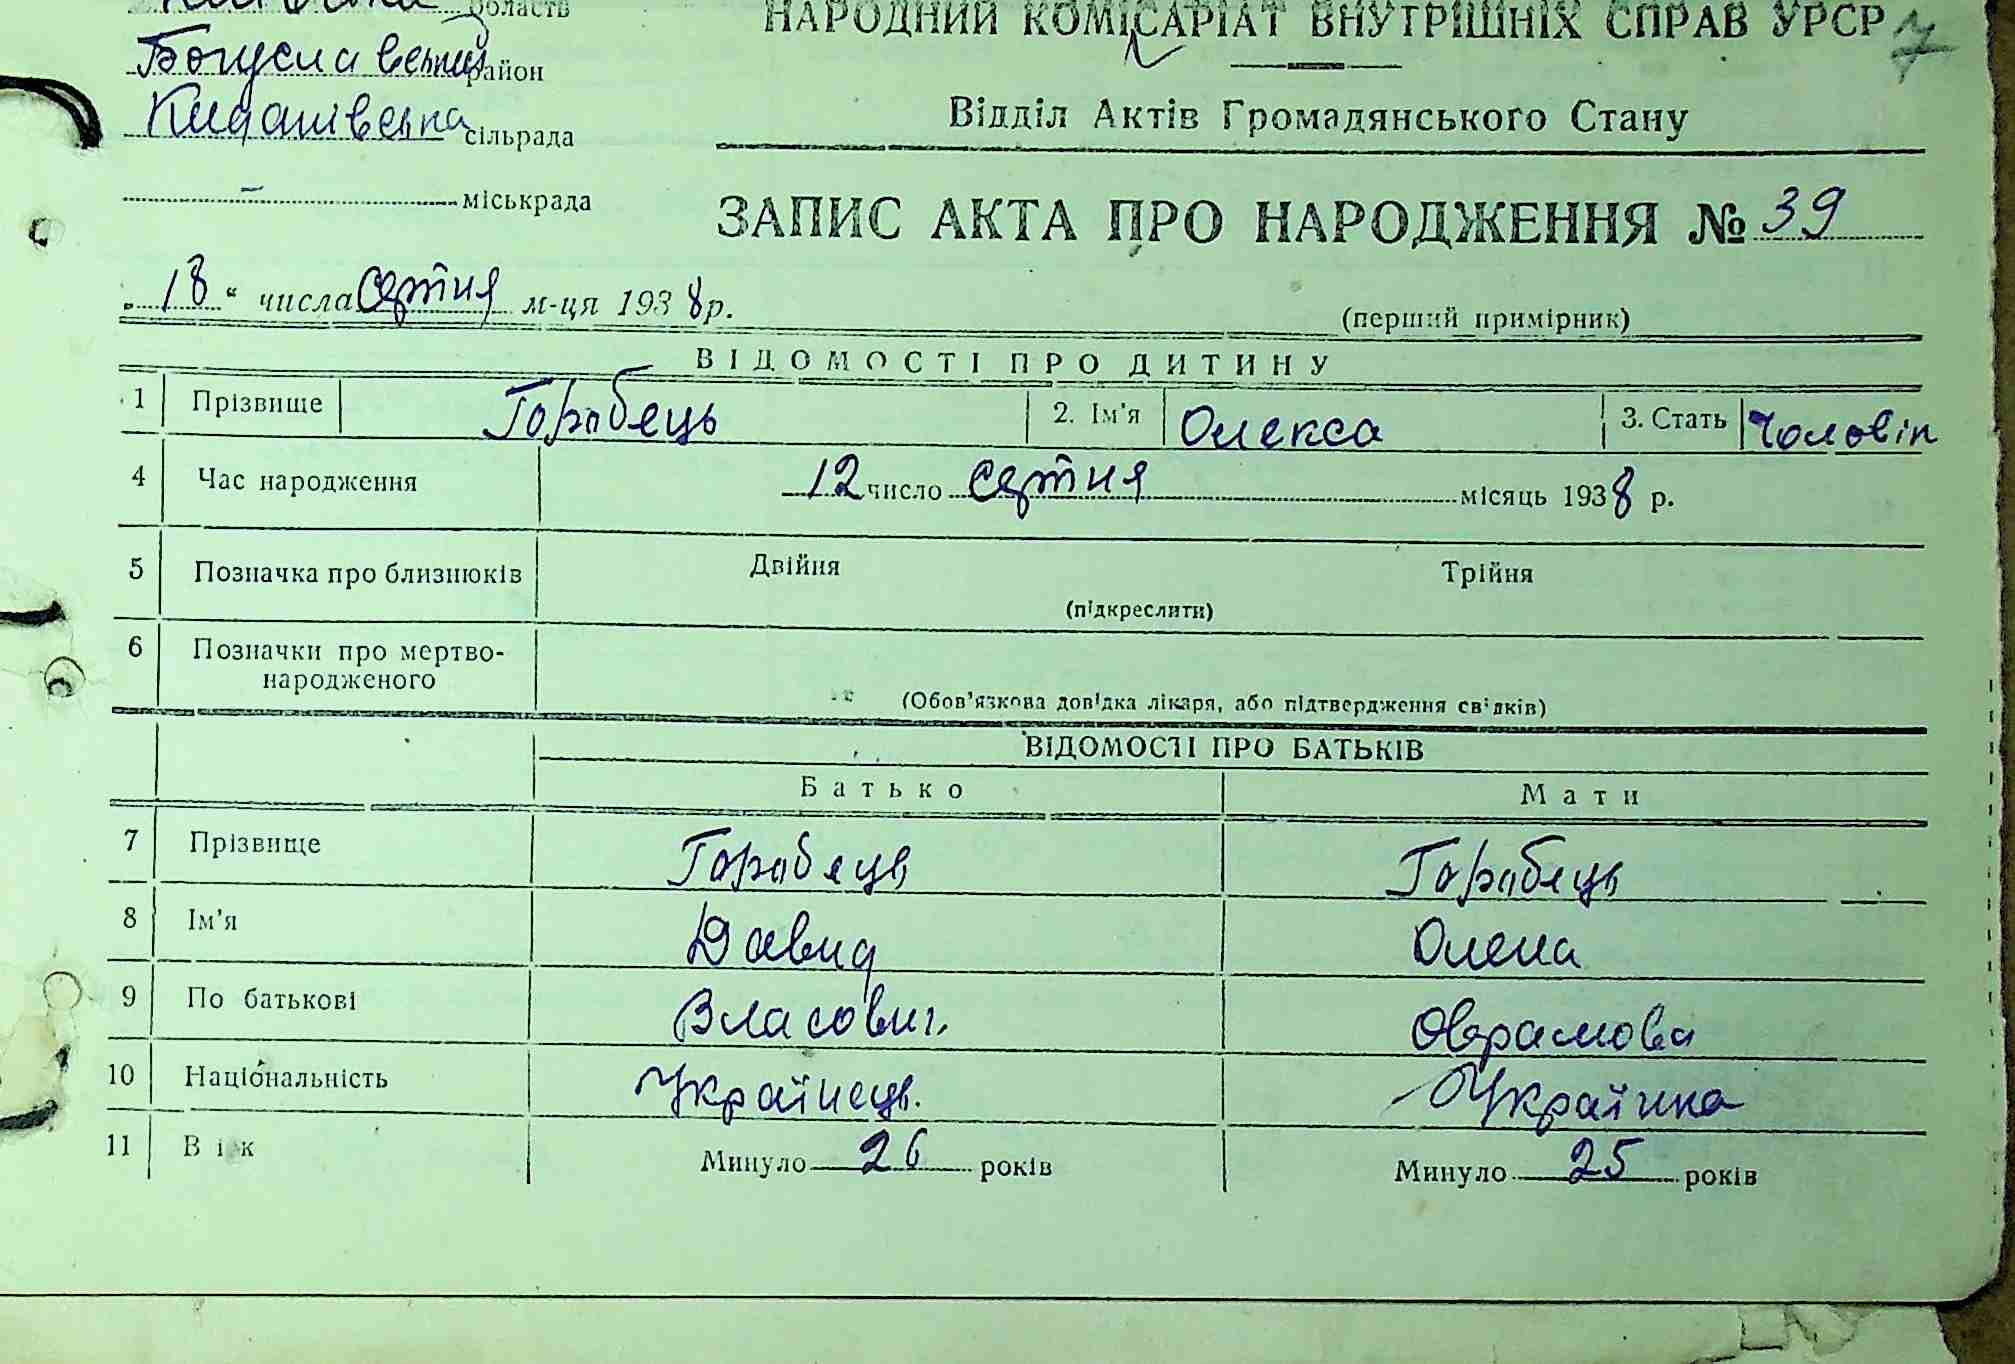 Київська область
НАРОДНИЙ КОМІСАРІАТ ВНУТРІШНІХ СПРАВ УРСР 7
Богуславський район
Киданівська сільрада
Відділ Актів Громадянського Стану
— міськрада
ЗАПИС АКТА ПРО НАРОДЖЕННЯ № 39
„18“ числа серпня м-ця 1938 р.
(перший примірник)
ВІДОМОСТІ ПРО ДИТИНУ
1 Прізвище Горобець 2. Ім'я Олекса 3. Стать Чоловік
4 Час народження 12 число серпня місяць 1938 р.
5 Позначка про близнюків Двійня Трійня
(підкреслити)
6 Позначки про мертво-
народженого
(Обов'язкова довідка лікаря, або підтвердження свідків)
ВІДОМОСТІ ПРО БАТЬКІВ
Батько Мати
7 Прізвище Горобець Горобець
8 Ім'я Давид Олена
9 По батькові Власович. Оврамова
10 Національність Українець. Українка
11 Вік Минуло 26 років Минуло 25 років